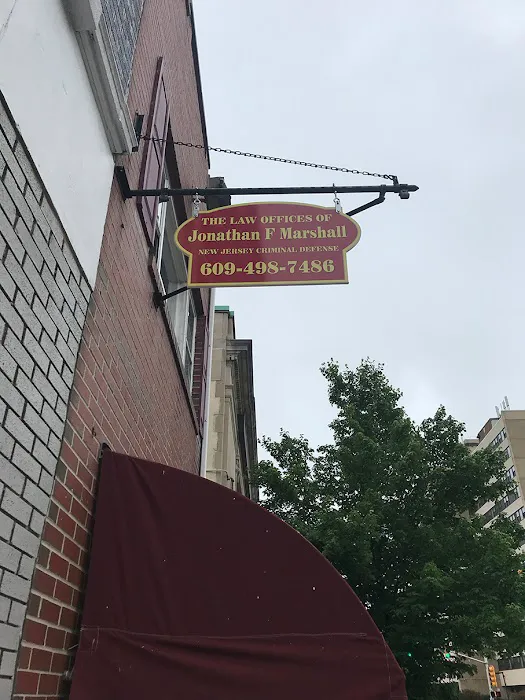 THE LAW OFFICES OF
Jonathan F Marshall
NEW JERSEY CRIMINAL DEFENSE
609-498-7486